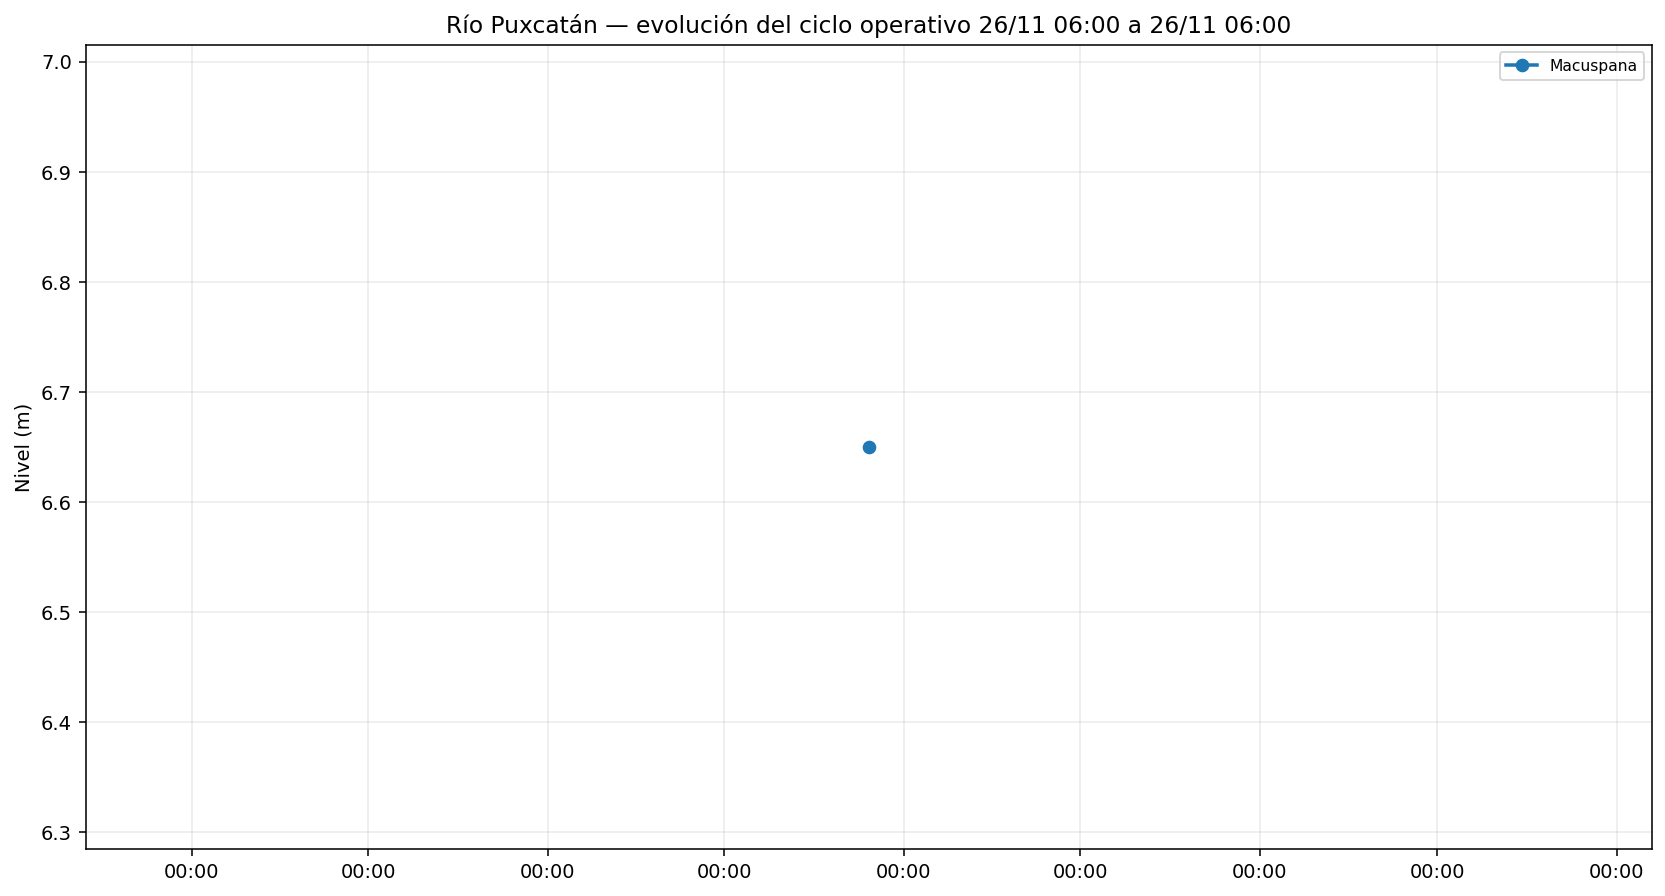 Río Puxcatán — evolución del ciclo operativo 26/11 06:00 a 26/11 06:00
Macuspana
7.0
6.9
6.8
6.7
6.6
6.5
6.4
6.3
Nivel (m)
00:00 00:00 00:00 00:00 00:00 00:00 00:00 00:00 00:00